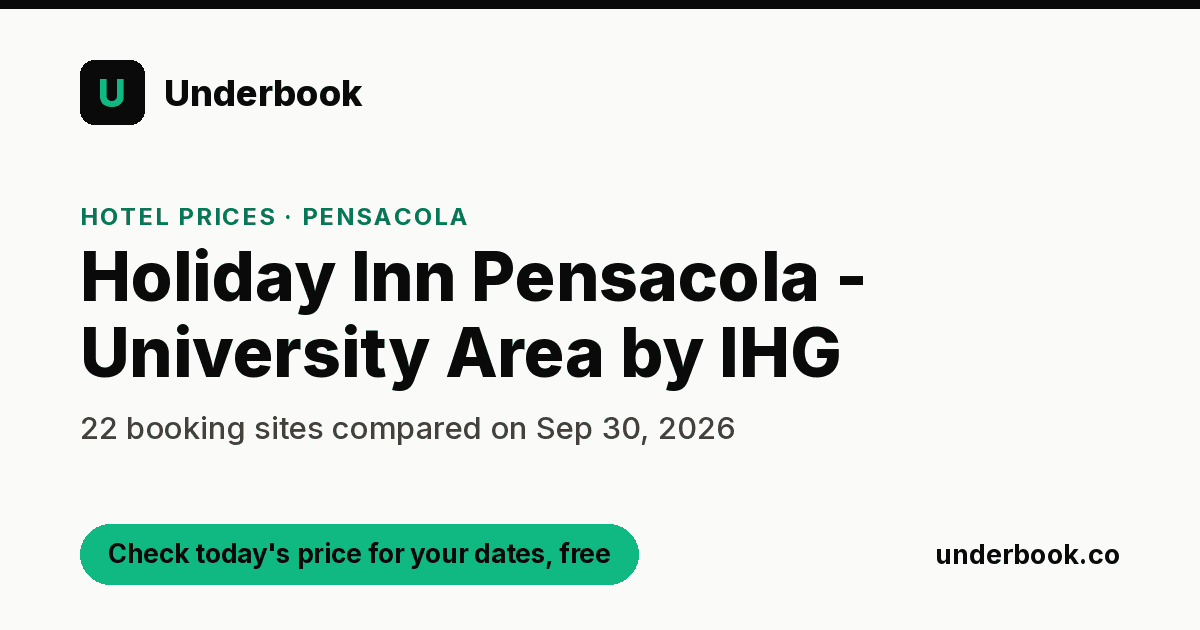 U Underbook
HOTEL PRICES · PENSACOLA
Holiday Inn Pensacola -
University Area by IHG
22 booking sites compared on Sep 30, 2026
Check today's price for your dates, free
underbook.co